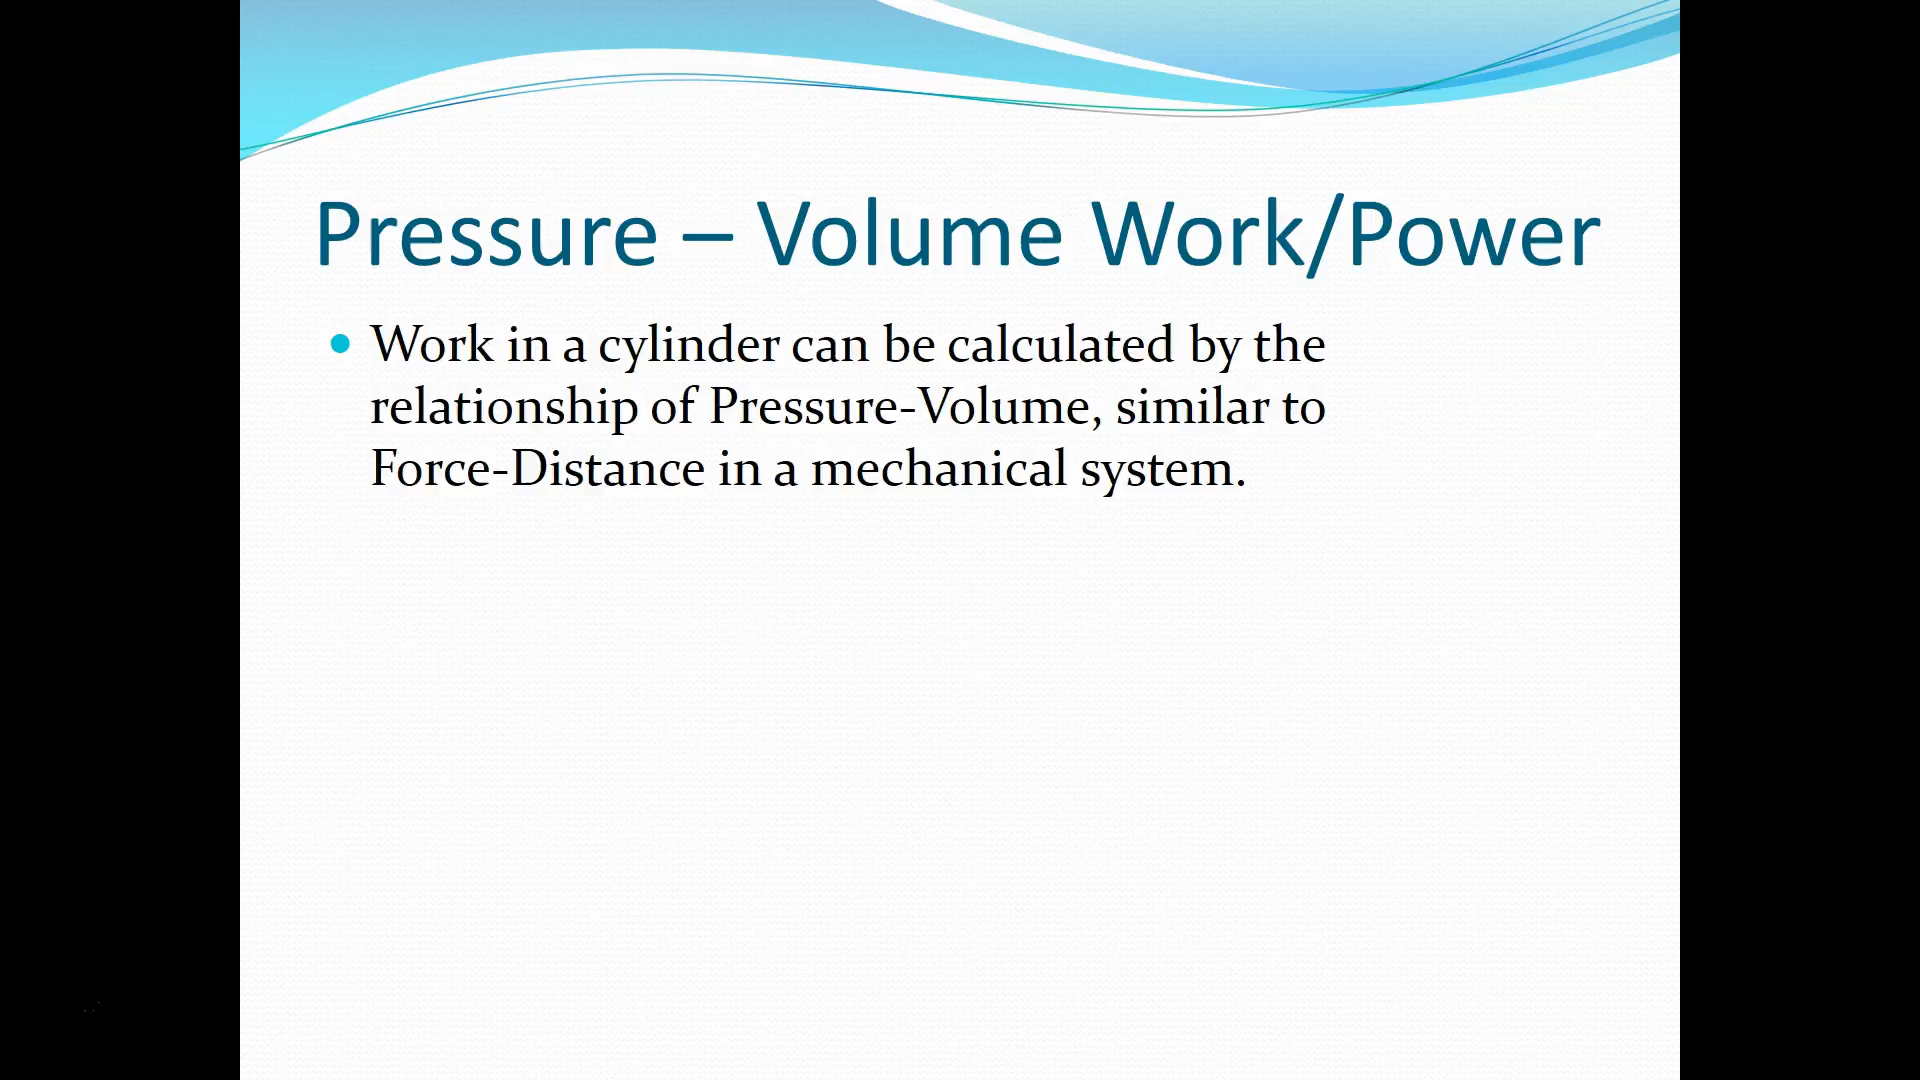 Pressure – Volume Work/Power
Work in a cylinder can be calculated by the
relationship of Pressure-Volume, similar to
Force-Distance in a mechanical system.